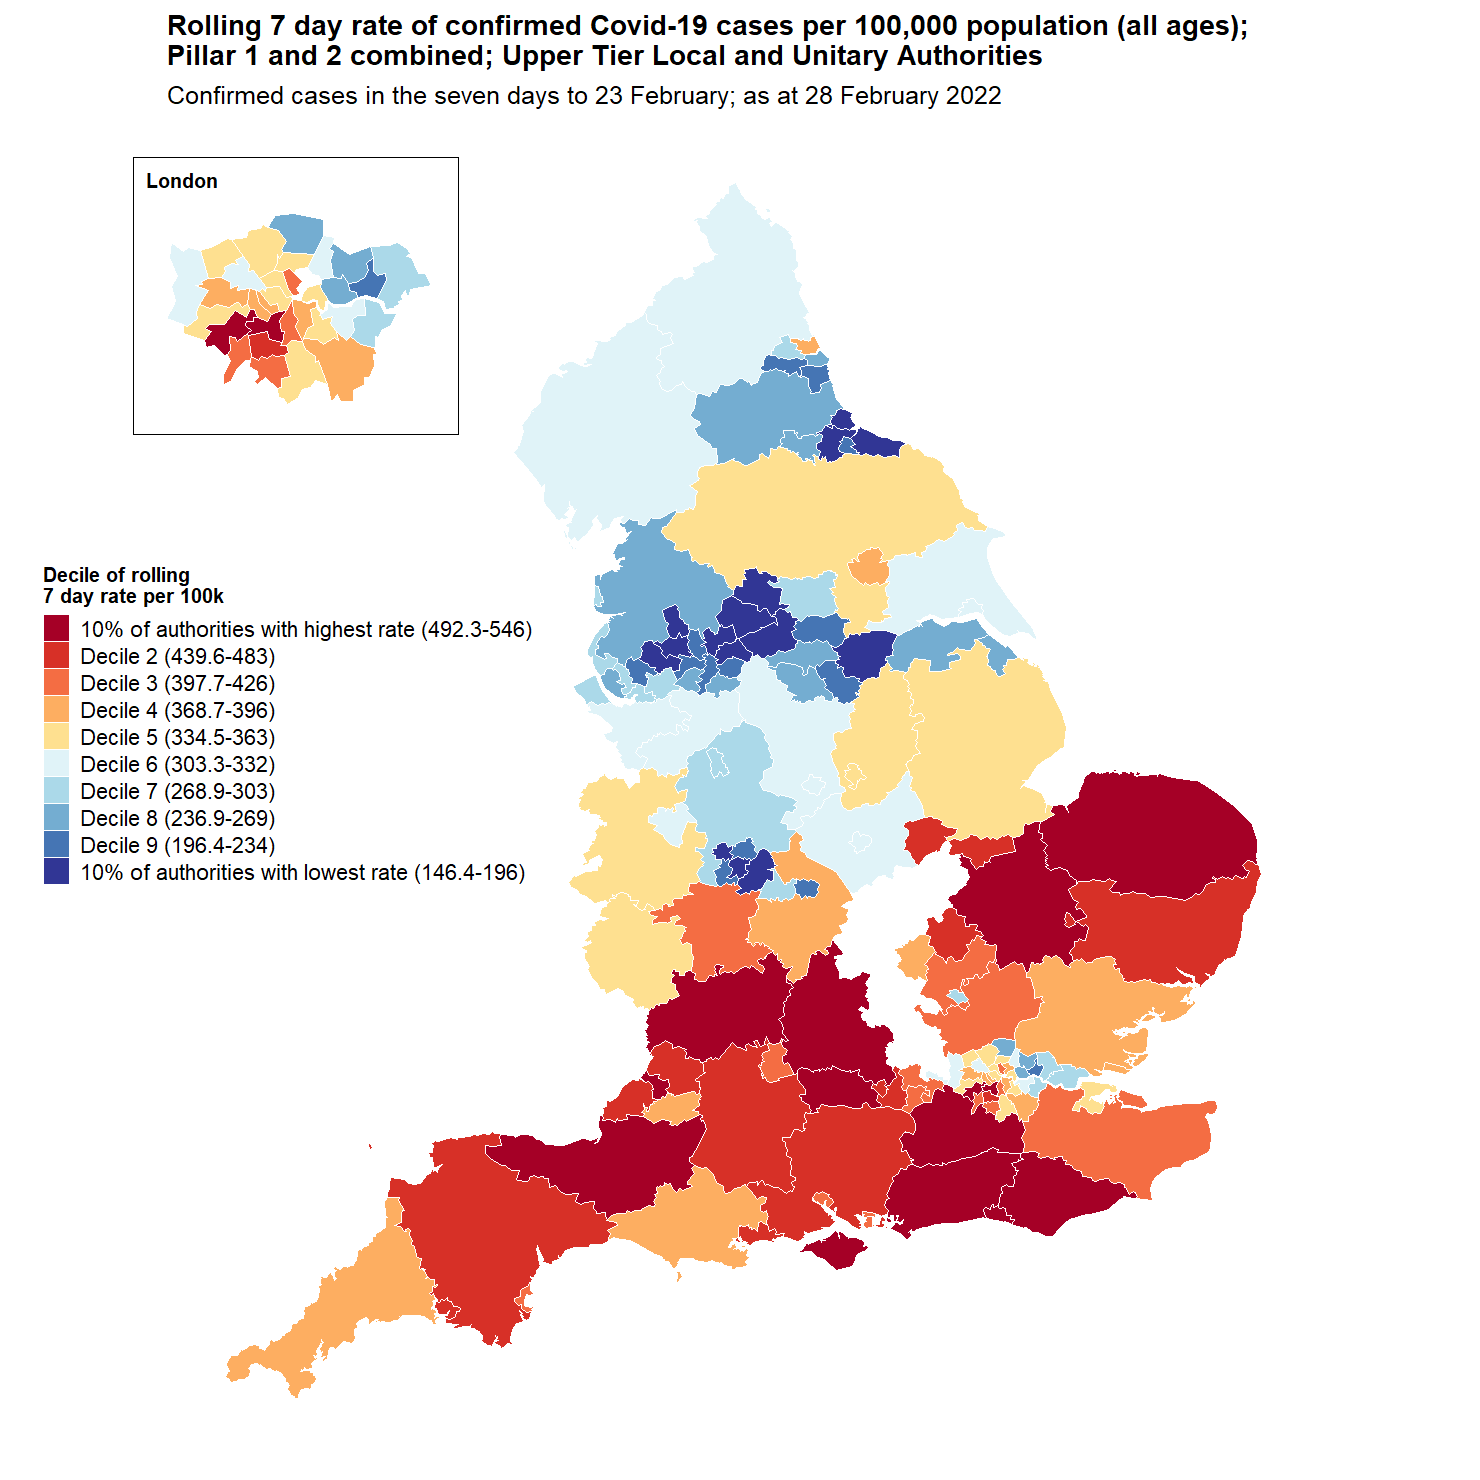 Rolling 7 day rate of confirmed Covid-19 cases per 100,000 population (all ages);
Pillar 1 and 2 combined; Upper Tier Local and Unitary Authorities
Confirmed cases in the seven days to 23 February; as at 28 February 2022
London
Decile of rolling
7 day rate per 100k
10% of authorities with highest rate (492.3-546)
Decile 2 (439.6-483)
Decile 3 (397.7-426)
Decile 4 (368.7-396)
Decile 5 (334.5-363)
Decile 6 (303.3-332)
Decile 7 (268.9-303)
Decile 8 (236.9-269)
Decile 9 (196.4-234)
10% of authorities with lowest rate (146.4-196)